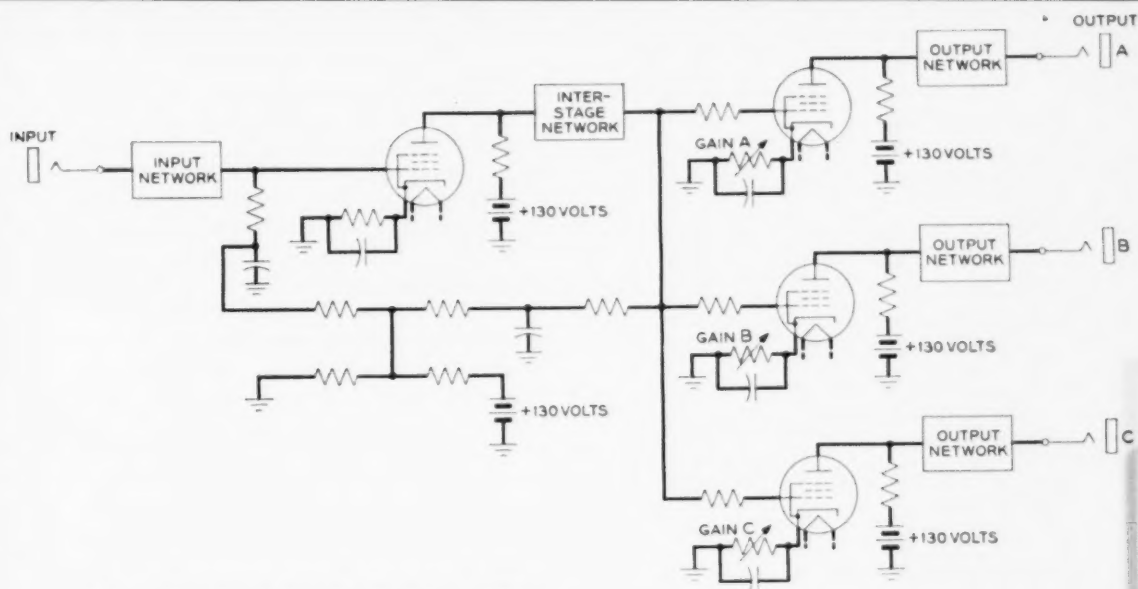 OUTPUT
A
OUTPUT
NETWORK
INTER-
STAGE
NETWORK
GAIN A
+130 VOLTS
INPUT
INPUT
NETWORK
+130 VOLTS
B
OUTPUT
NETWORK
GAIN B
+130 VOLTS
+130 VOLTS
C
OUTPUT
NETWORK
GAIN C
+130 VOLTS